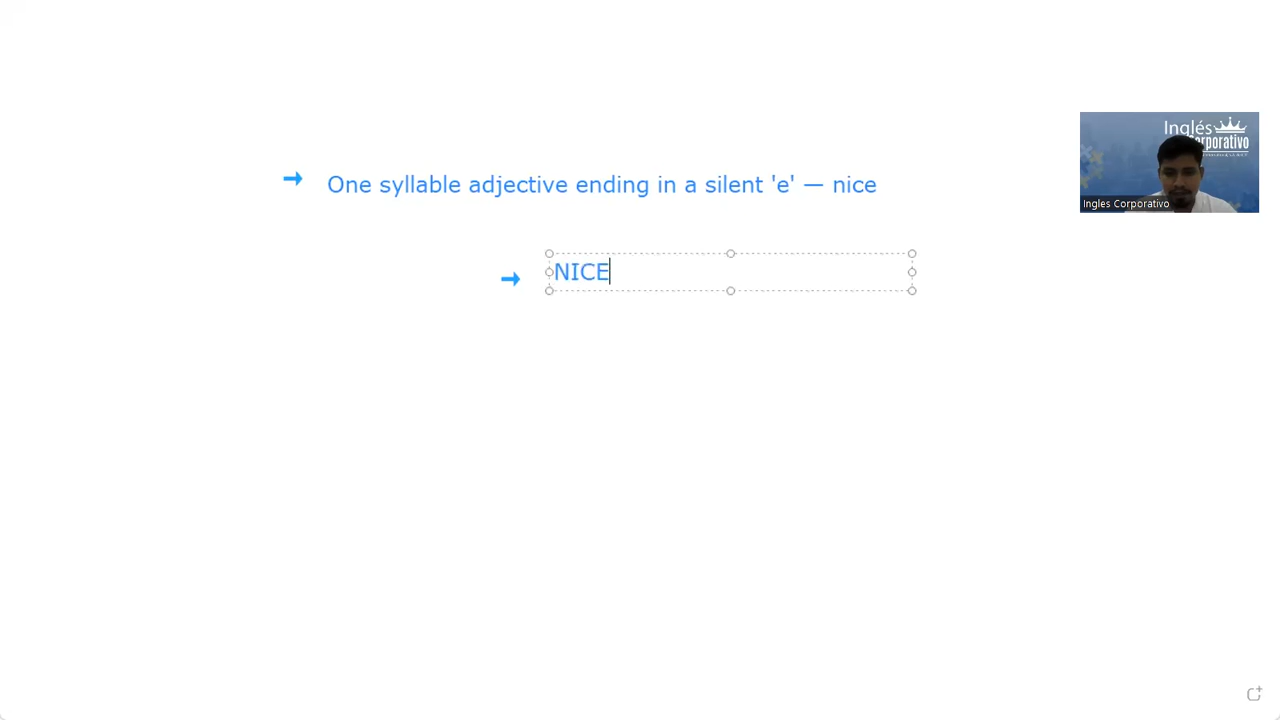 One syllable adjective ending in a silent 'e' — nice
NICE
Inglés
Corporativo
Ingles Corporativo